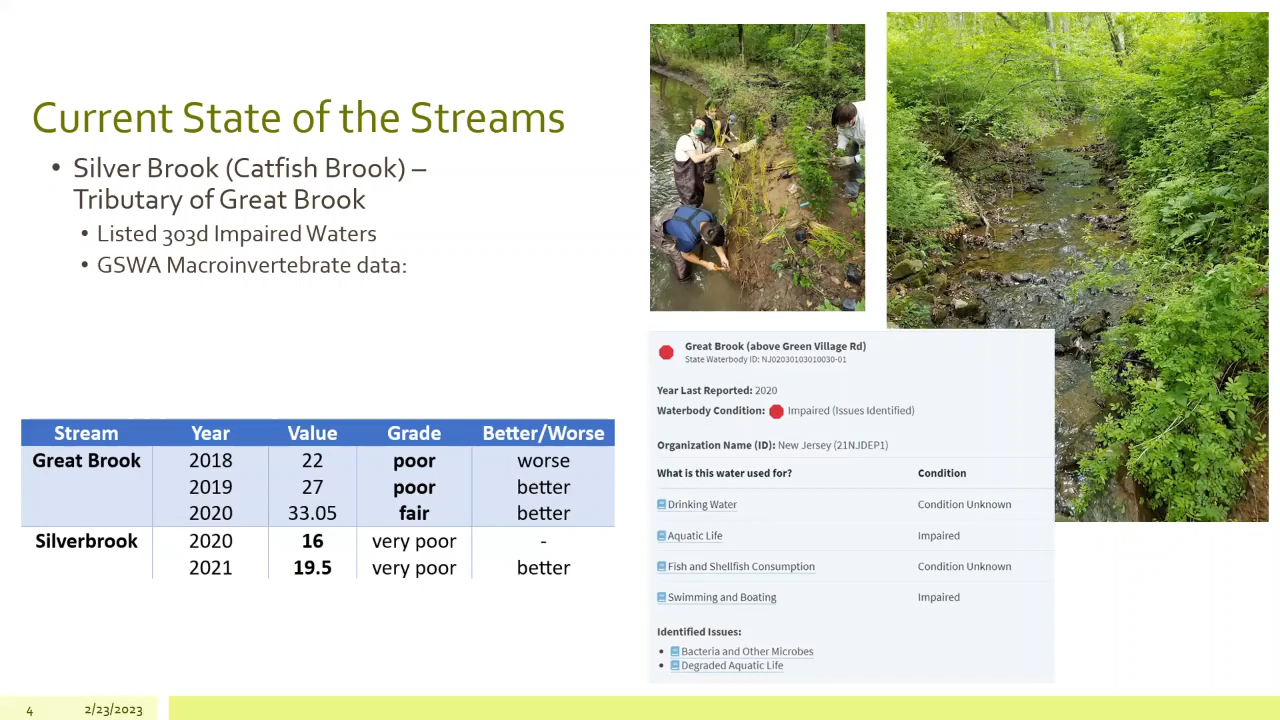 Current State of the Streams
• Silver Brook (Catfish Brook) –
Tributary of Great Brook
• Listed 303d Impaired Waters
• GSWA Macroinvertebrate data:
Stream Year Value Grade Better/Worse
Great Brook 2018 22 poor worse
2019 27 poor better
2020 33.05 fair better
Silverbrook 2020 16 very poor -
2021 19.5 very poor better
Great Brook (above Green Village Rd)
State Waterbody ID: NJ02030103010030-01
Year Last Reported: 2020
Waterbody Condition: Impaired (Issues Identified)
Organization Name (ID): New Jersey (21NJDEP1)
What is this water used for? Condition
Drinking Water Condition Unknown
Aquatic Life Impaired
Fish and Shellfish Consumption Condition Unknown
Swimming and Boating Impaired
Identified Issues:
• Bacteria and Other Microbes
• Degraded Aquatic Life
4 2/23/2023